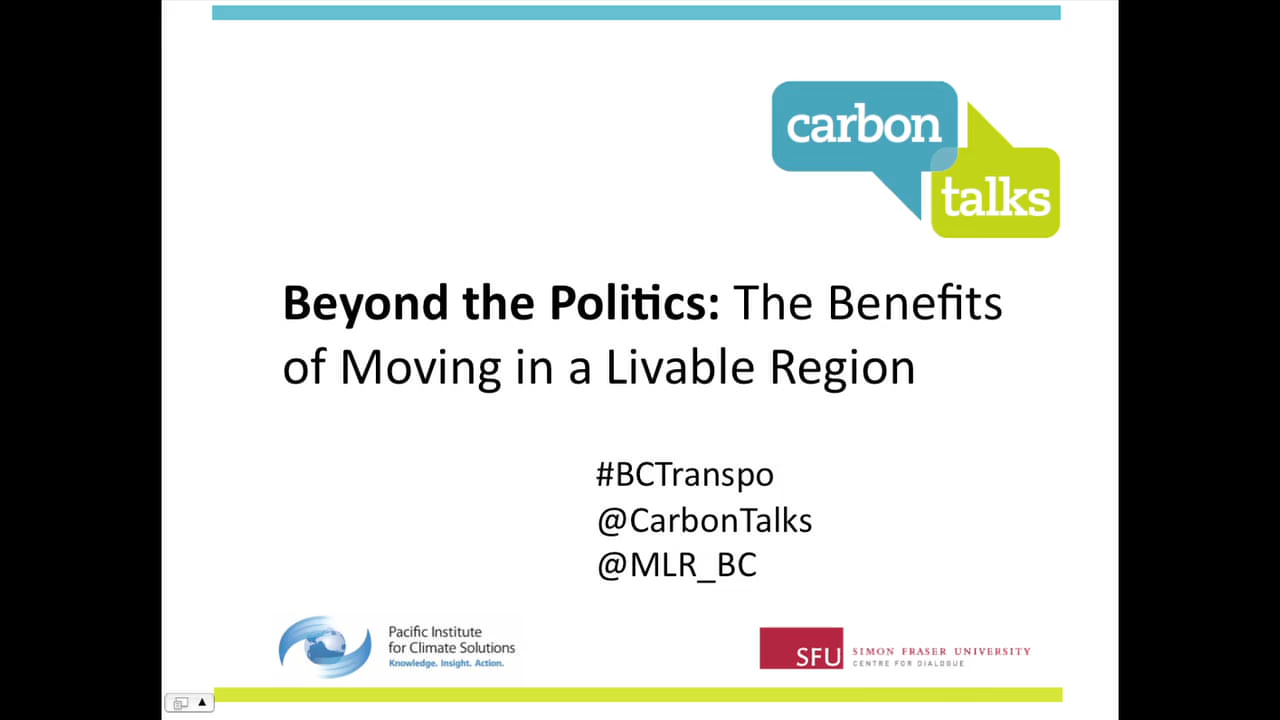 carbon
talks
Beyond the Politics: The Benefits
of Moving in a Livable Region
#BCTranspo
@CarbonTalks
@MLR_BC
Pacific Institute
for Climate Solutions
Knowledge. Insight. Action.
SFU
SIMON FRASER UNIVERSITY
CENTRE FOR DIALOGUE